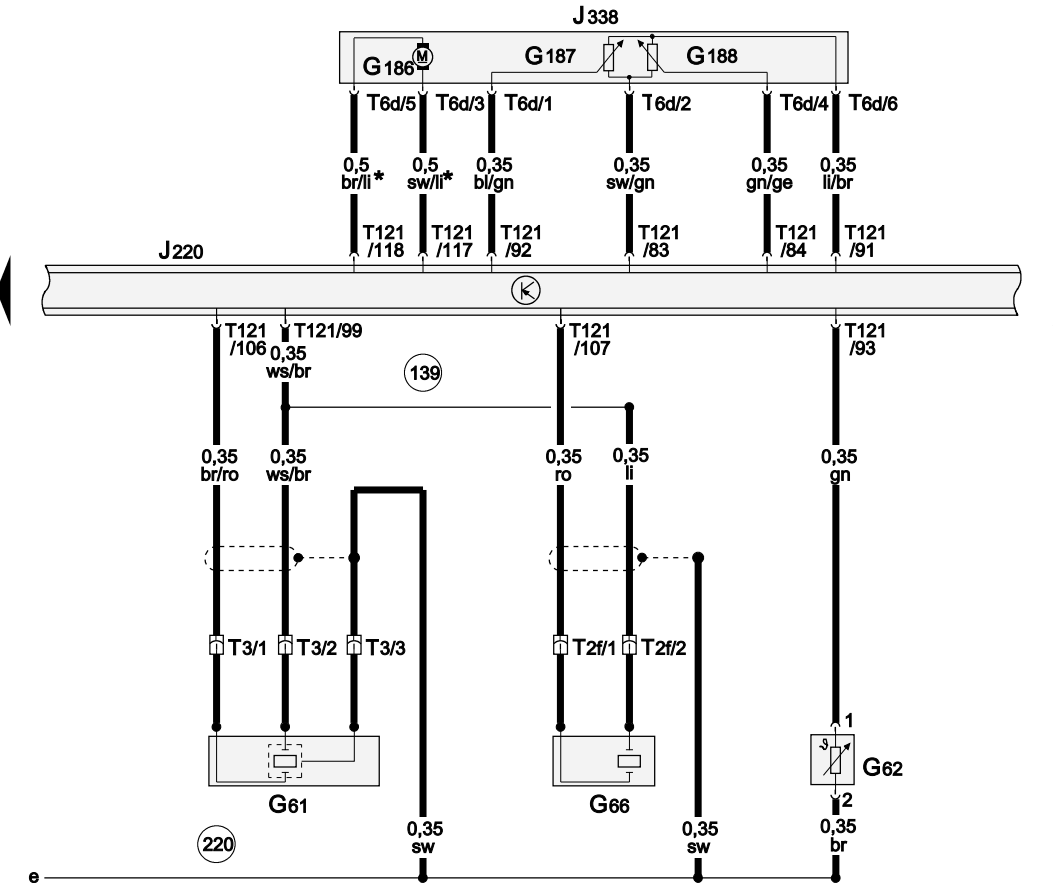 J338
G186
M
G187
G188
T6d/5 T6d/3 T6d/1 T6d/2 T6d/4 T6d/6
0,5 0,5 0,35 0,35 0,35 0,35
br/li* sw/li* bl/gn sw/gn gn/ge li/br
T121 T121 T121 T121 T121 T121
/118 /117 /92 /83 /84 /91
J220
T121 T121/99 T121 T121
/106 /107 /93
0,35
ws/br
139
0,35 0,35 0,35 0,35 0,35
br/ro ws/br ro li gn
T3/1 T3/2 T3/3 T2f/1 T2f/2
1
ϑ
G62
2
G61 G66
0,35 0,35 0,35
sw sw br
220
e